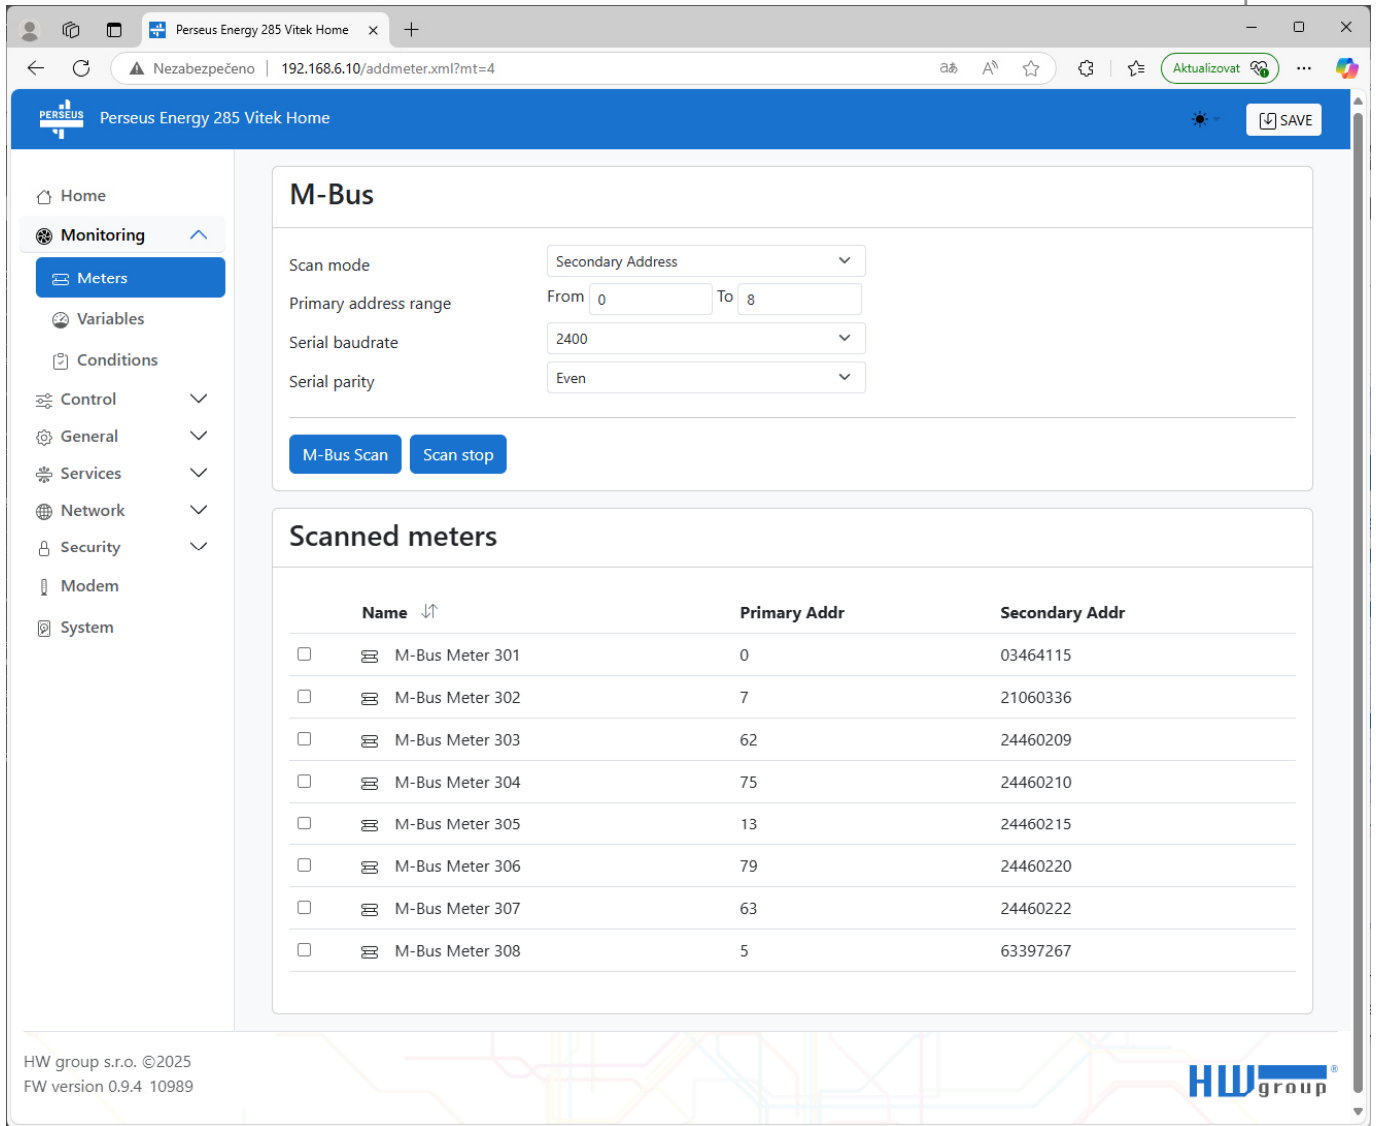 Perseus Energy 285 Vitek Home
Nezabezpečeno | 192.168.6.10/addmeter.xml?mt=4
Aktualizovat
PERSEUS
Perseus Energy 285 Vitek Home
SAVE
Home
Monitoring
Meters
Variables
Conditions
Control
General
Services
Network
Security
Modem
System
M-Bus
Scan mode Secondary Address
Primary address range From 0 To 8
Serial baudrate 2400
Serial parity Even
M-Bus Scan Scan stop
Scanned meters
Name Primary Addr Secondary Addr
M-Bus Meter 301 0 03464115
M-Bus Meter 302 7 21060336
M-Bus Meter 303 62 24460209
M-Bus Meter 304 75 24460210
M-Bus Meter 305 13 24460215
M-Bus Meter 306 79 24460220
M-Bus Meter 307 63 24460222
M-Bus Meter 308 5 63397267
HW group s.r.o. ©2025
FW version 0.9.4 10989
HW group ®